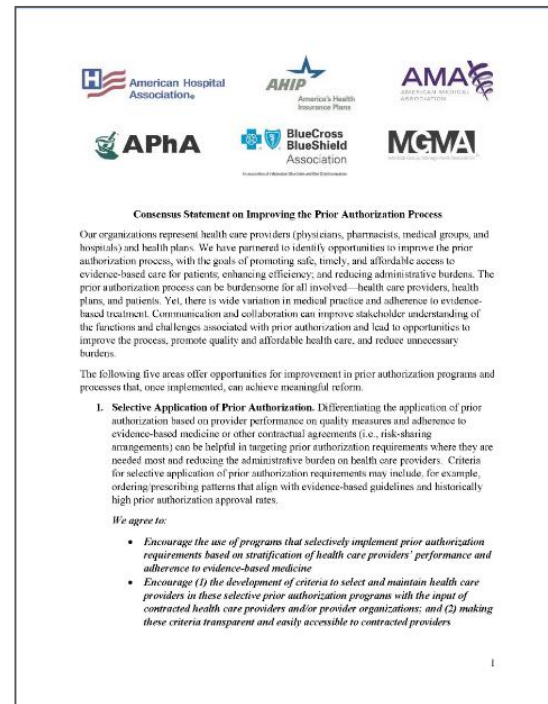 American Hospital
Association®
AHIP
America's Health
Insurance Plans
AMA
AMERICAN MEDICAL
ASSOCIATION
APhA
BlueCross
BlueShield
Association
MGMA
Consensus Statement on Improving the Prior Authorization Process
Our organizations represent health care providers (physicians, pharmacists, medical groups, and
hospitals) and health plans. We have partnered to identify opportunities to improve the prior
authorization process, with the goals of promoting safe, timely, and affordable access to
evidence-based care for patients; enhancing efficiency; and reducing administrative burdens. The
prior authorization process can be burdensome for all involved—health care providers, health
plans, and patients. Yet, there is wide variation in medical practice and adherence to evidence-
based treatment. Communication and collaboration can improve stakeholder understanding of
the functions and challenges associated with prior authorization and lead to opportunities to
improve the process, promote quality and affordable health care, and reduce unnecessary
burdens.
The following five areas offer opportunities for improvement in prior authorization programs and
processes that, once implemented, can achieve meaningful reform.
1. Selective Application of Prior Authorization. Differentiating the application of prior
authorization based on provider performance on quality measures and adherence to
evidence-based medicine or other contractual agreements (i.e., risk-sharing
arrangements) can be helpful in targeting prior authorization requirements where they are
needed most and reducing the administrative burden on health care providers. Criteria
for selective application of prior authorization requirements may include, for example,
ordering/prescribing patterns that align with evidence-based guidelines and historically
high prior authorization approval rates.
We agree to:
• Encourage the use of programs that selectively implement prior authorization
requirements based on stratification of health care providers' performance and
adherence to evidence-based medicine
• Encourage (1) the development of criteria to select and maintain health care
providers in these selective prior authorization programs with the input of
contracted health care providers and/or provider organizations; and (2) making
these criteria transparent and easily accessible to contracted providers
1